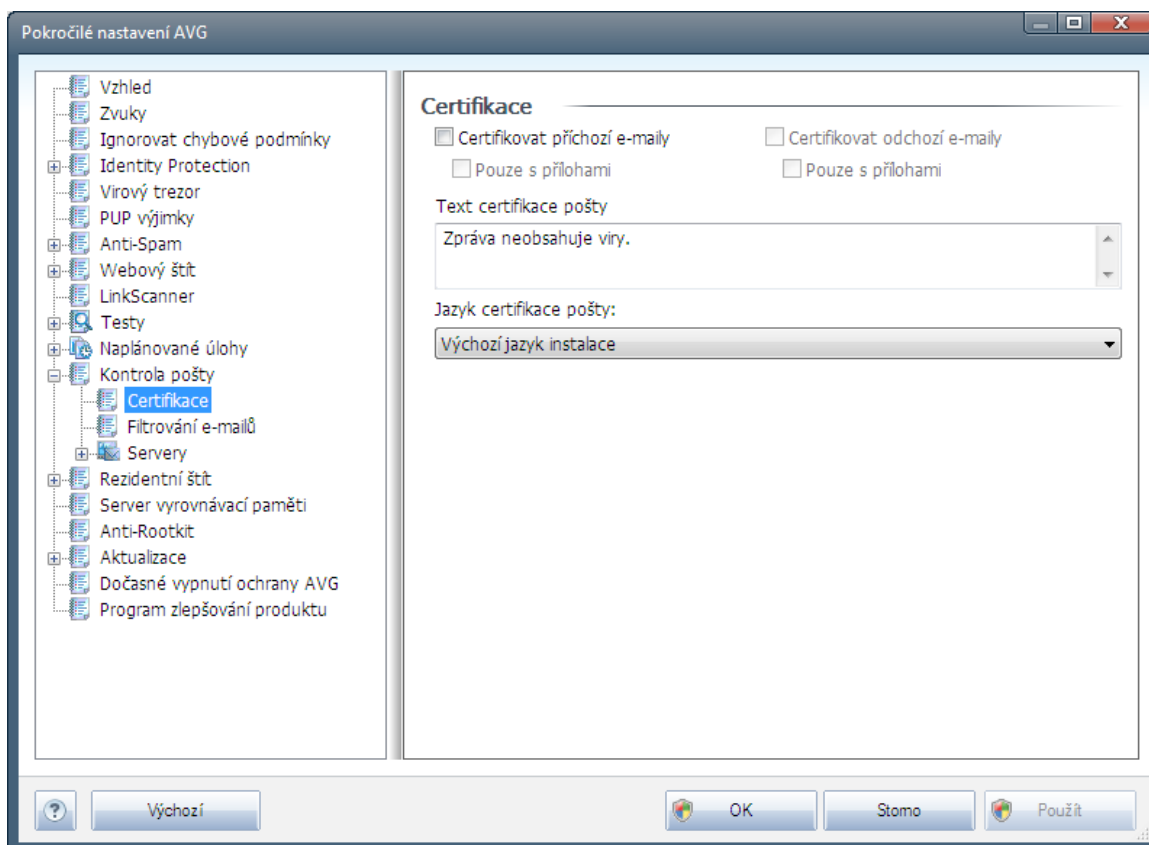 Pokročilé nastavení AVG
Vzhled
Zvuky
Ignorovat chybové podmínky
Identity Protection
Virový trezor
PUP výjimky
Anti-Spam
Webový štít
LinkScanner
Testy
Naplánované úlohy
Kontrola pošty
Certifikace
Filtrování e-mailů
Servery
Rezidentní štít
Server vyrovnávací paměti
Anti-Rootkit
Aktualizace
Dočasné vypnutí ochrany AVG
Program zlepšování produktu
Certifikace
Certifikovat příchozí e-maily
Certifikovat odchozí e-maily
Pouze s přílohami
Pouze s přílohami
Text certifikace pošty
Zpráva neobsahuje viry.
Jazyk certifikace pošty:
Výchozí jazyk instalace
?
Výchozí
OK
Stomo
Použít